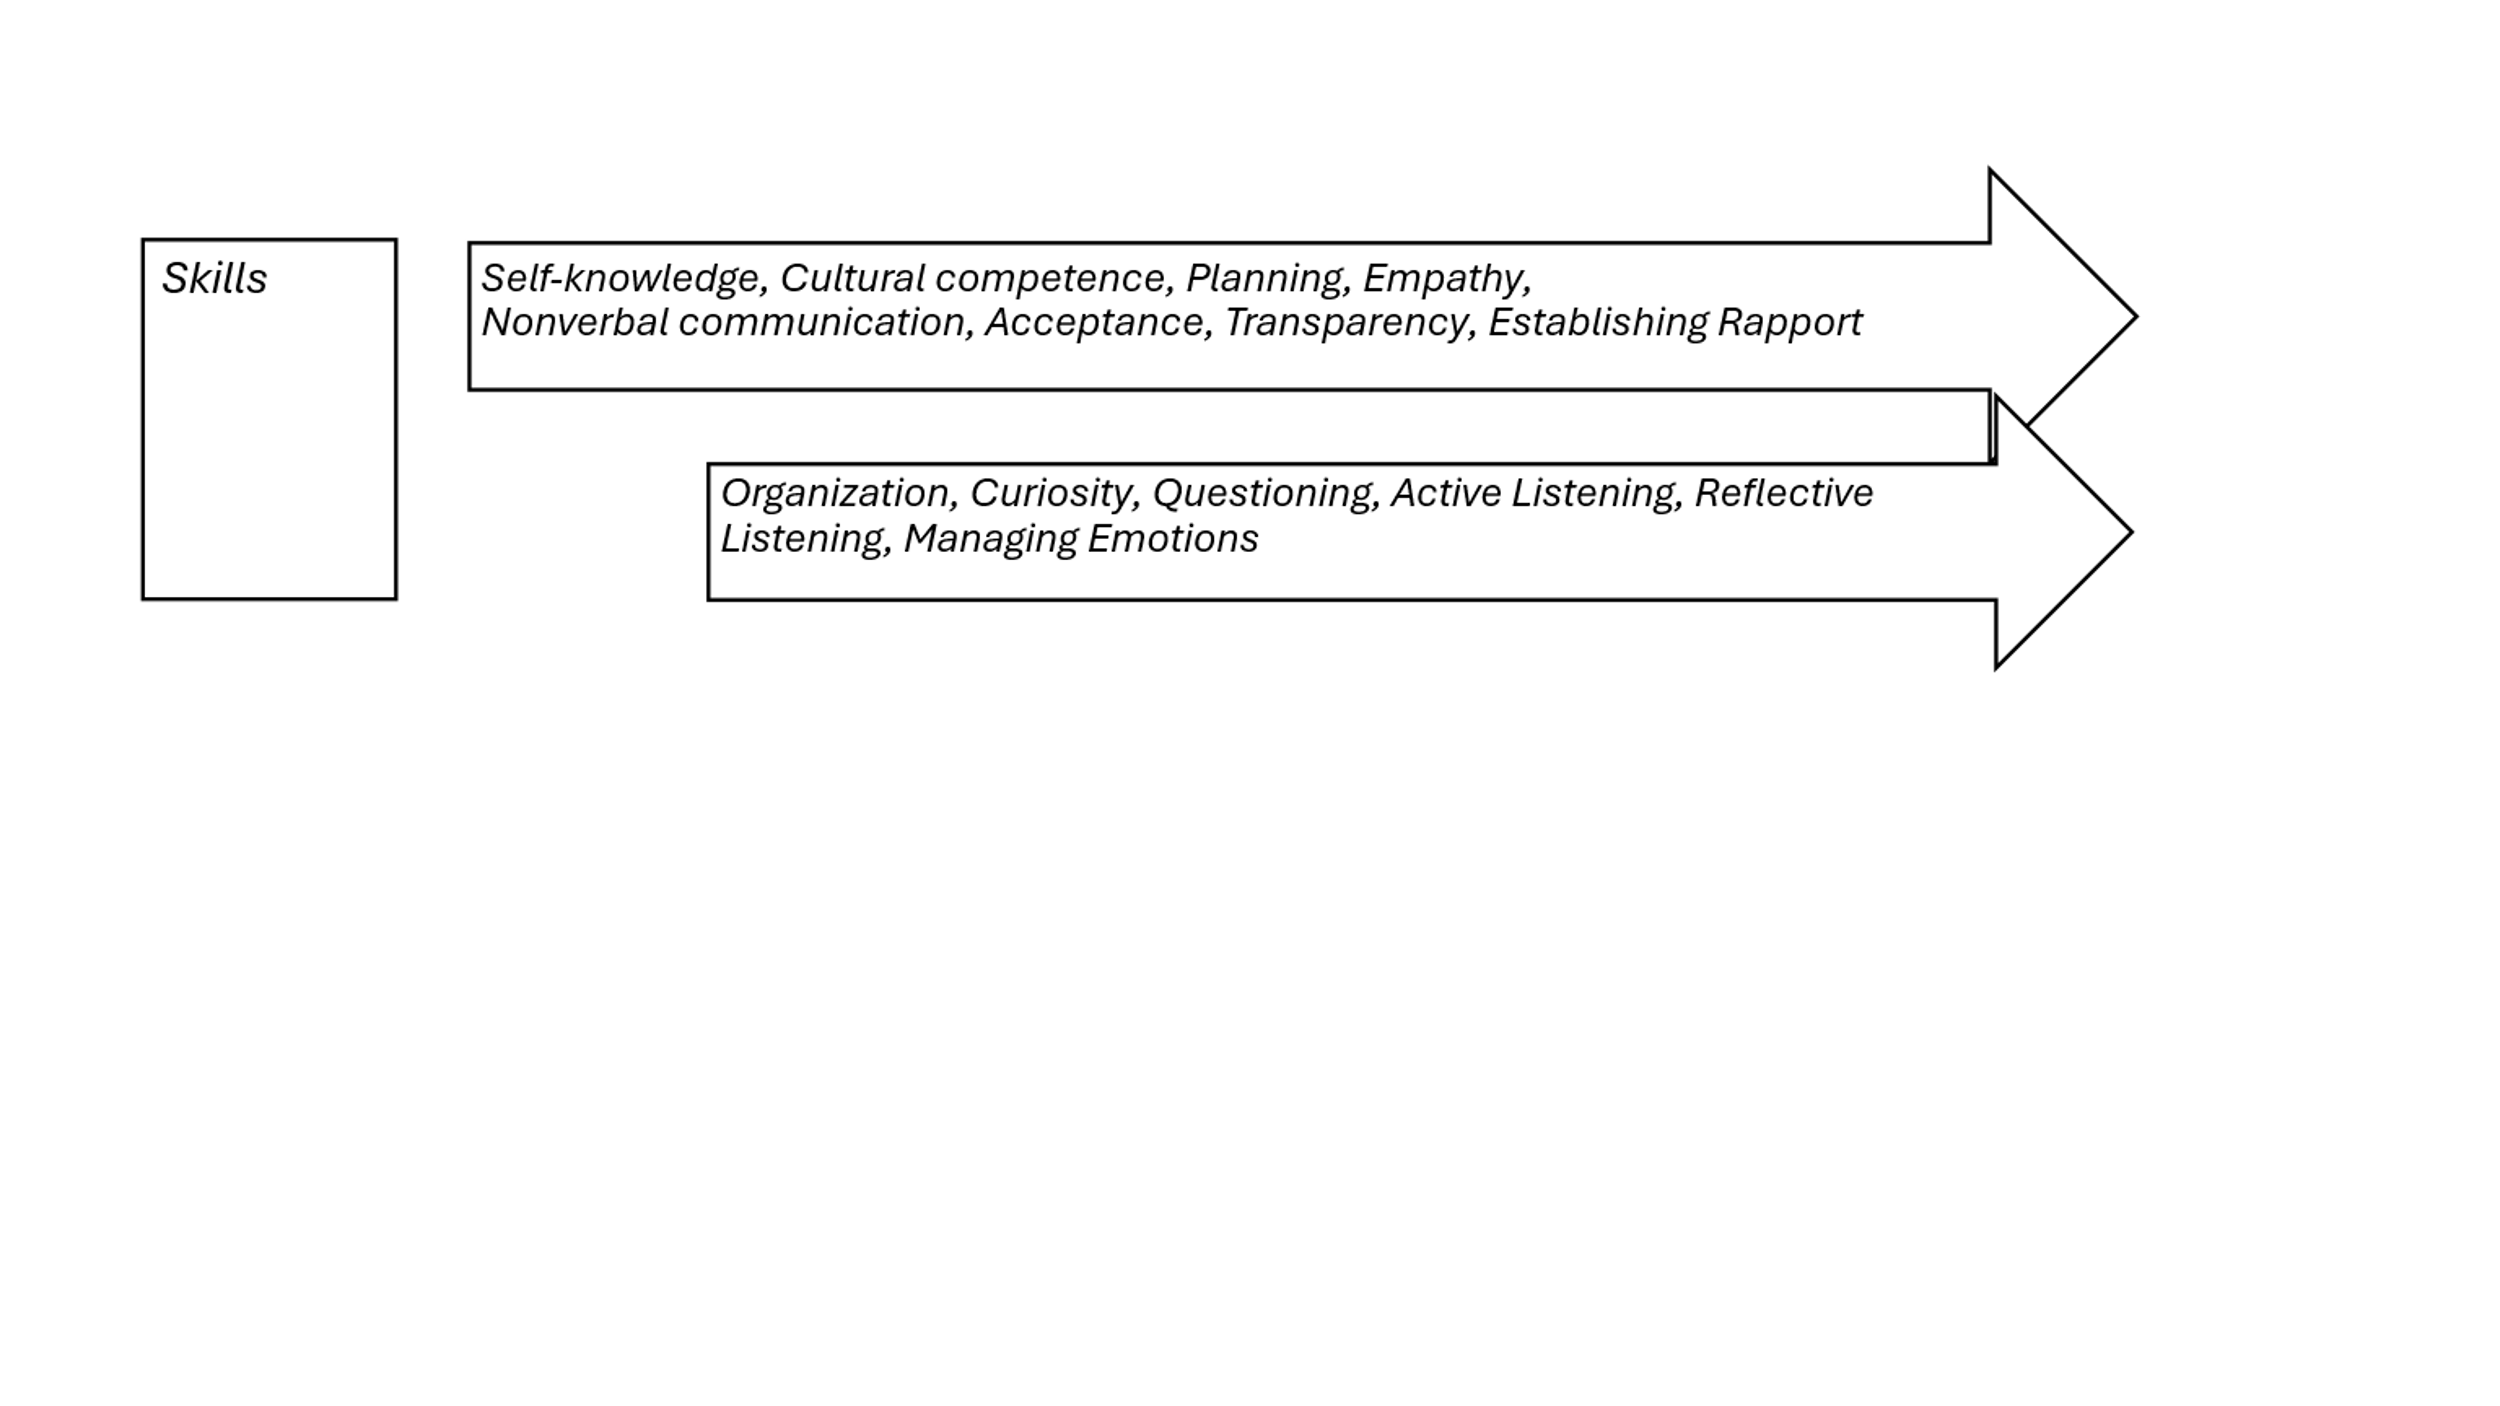 Skills
Self-knowledge, Cultural competence, Planning, Empathy,
Nonverbal communication, Acceptance, Transparency, Establishing Rapport
Organization, Curiosity, Questioning, Active Listening, Reflective
Listening, Managing Emotions